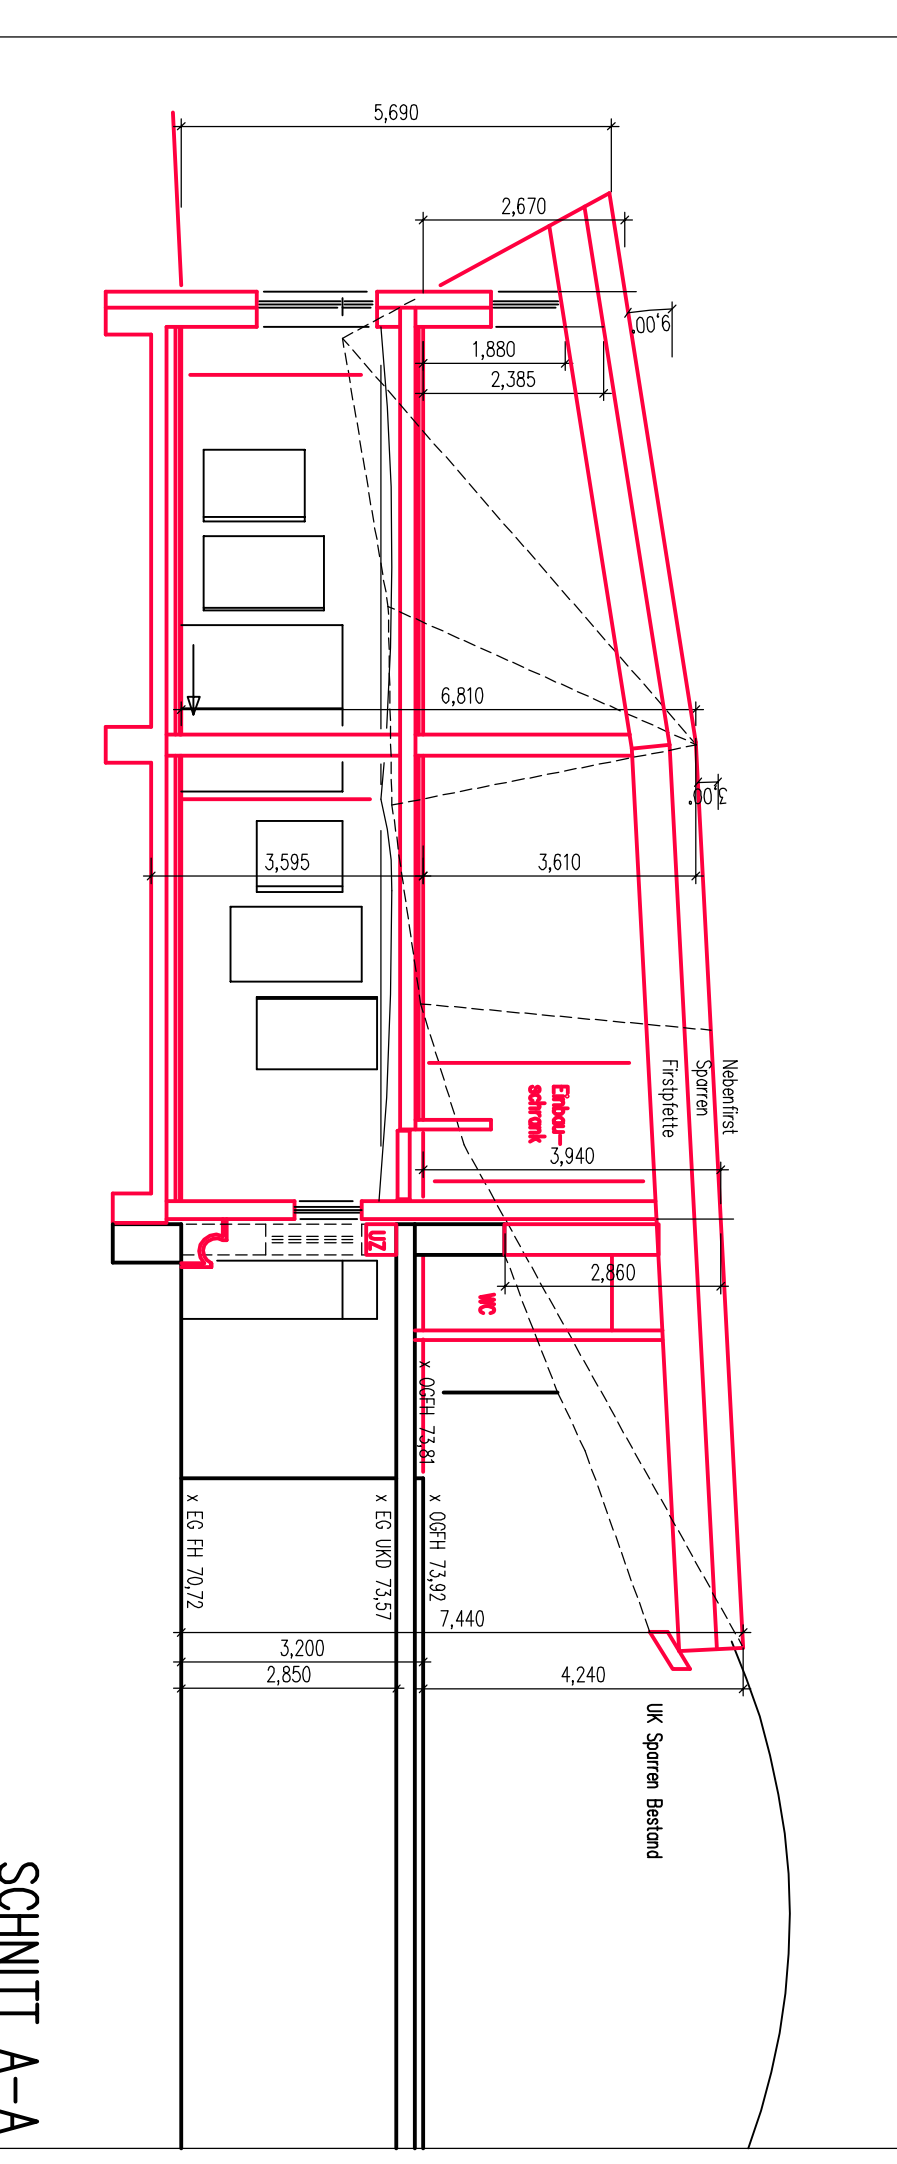 5,690
2,670
9,00°
1,880
2,385
6,810
3,00°
3,595
3,610
Nebenfirst
Sparren
Firstpfette
Einbau-
schrank
3,940
UZ
2,860
WC
x OGFH 73,81
x OGFH 73,92
x EG UKD 73,57
x EG FH 70,72
7,440
3,200
2,850
4,240
UK Sparren Bestand
SCHNITT A-A